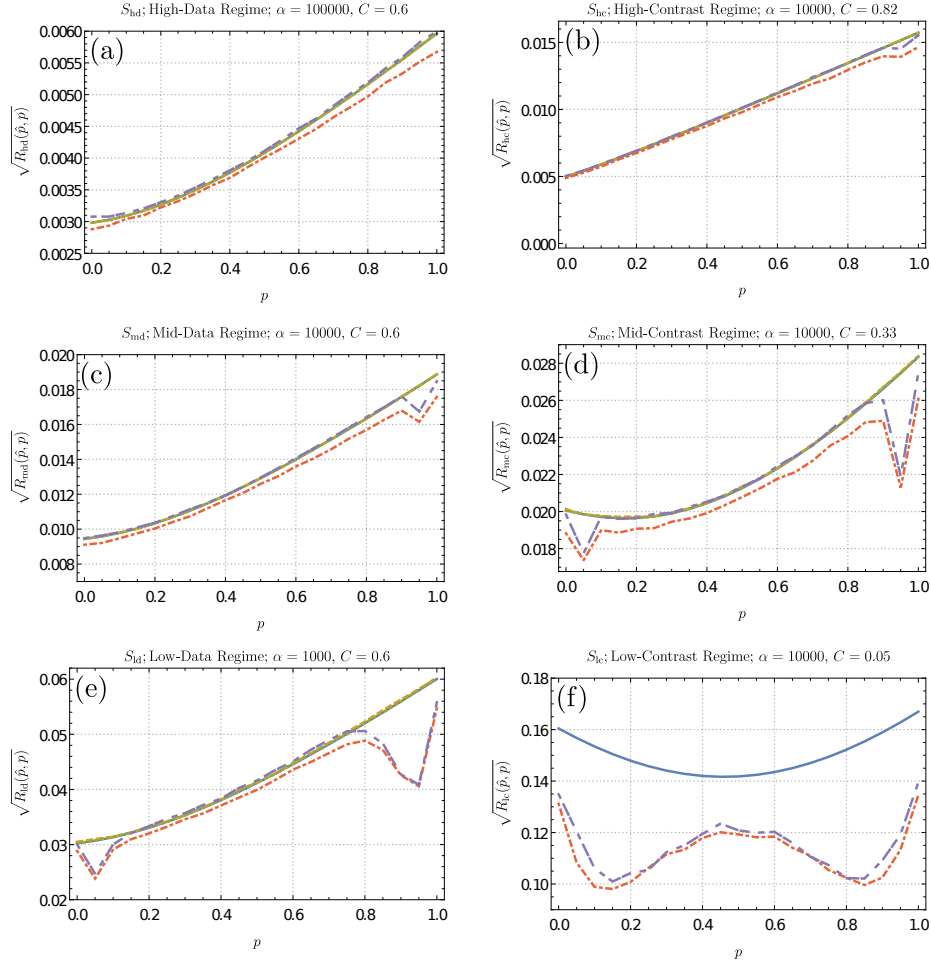 S_hd; High-Data Regime; α = 100000, C = 0.6
(a)
√R_hd(p̂, p)
0.0060
0.0055
0.0050
0.0045
0.0040
0.0035
0.0030
0.0025
0.0 0.2 0.4 0.6 0.8 1.0
p
S_hc; High-Contrast Regime; α = 10000, C = 0.82
(b)
√R_hc(p̂, p)
0.015
0.010
0.005
0.000
0.0 0.2 0.4 0.6 0.8 1.0
p
S_md; Mid-Data Regime; α = 10000, C = 0.6
(c)
√R_md(p̂, p)
0.020
0.018
0.016
0.014
0.012
0.010
0.008
0.0 0.2 0.4 0.6 0.8 1.0
p
S_mc; Mid-Contrast Regime; α = 10000, C = 0.33
(d)
√R_mc(p̂, p)
0.028
0.026
0.024
0.022
0.020
0.018
0.0 0.2 0.4 0.6 0.8 1.0
p
S_ld; Low-Data Regime; α = 1000, C = 0.6
(e)
√R_ld(p̂, p)
0.06
0.05
0.04
0.03
0.02
0.0 0.2 0.4 0.6 0.8 1.0
p
S_lc; Low-Contrast Regime; α = 10000, C = 0.05
(f)
√R_lc(p̂, p)
0.18
0.16
0.14
0.12
0.10
0.0 0.2 0.4 0.6 0.8 1.0
p